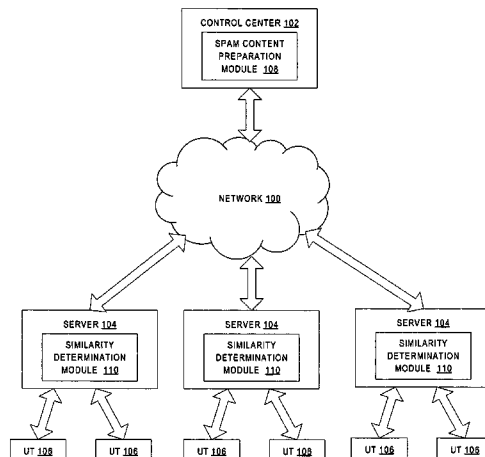 CONTROL CENTER 102
SPAM CONTENT
PREPARATION
MODULE 108
NETWORK 100
SERVER 104
SIMILARITY
DETERMINATION
MODULE 110
SERVER 104
SIMILARITY
DETERMINATION
MODULE 110
SERVER 104
SIMILARITY
DETERMINATION
MODULE 110
UT 106
UT 106
UT 106
UT 106
UT 106
UT 106